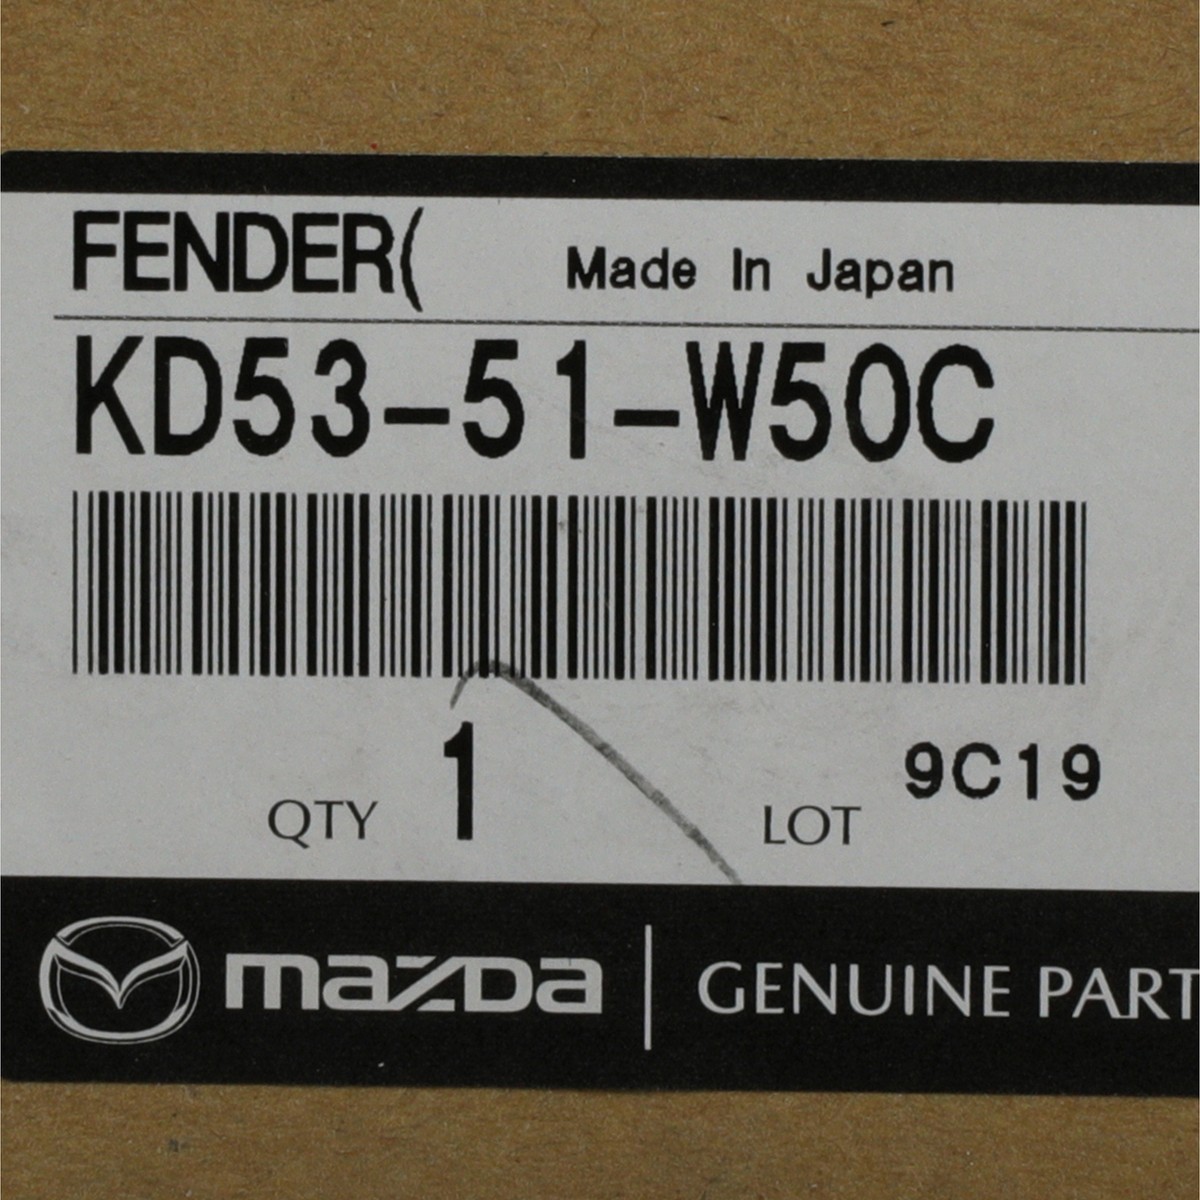 FENDER( Made In Japan
KD53-51-W50C
QTY 1 LOT 9C19
mazda | GENUINE PART